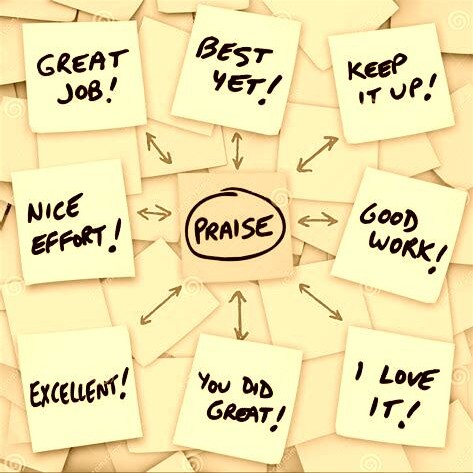 GREAT
JOB!
BEST
YET!
KEEP
IT UP!
NICE
EFFORT!
PRAISE
GOOD
WORK!
EXCELLENT!
YOU DID
GREAT!
I LOVE
IT!